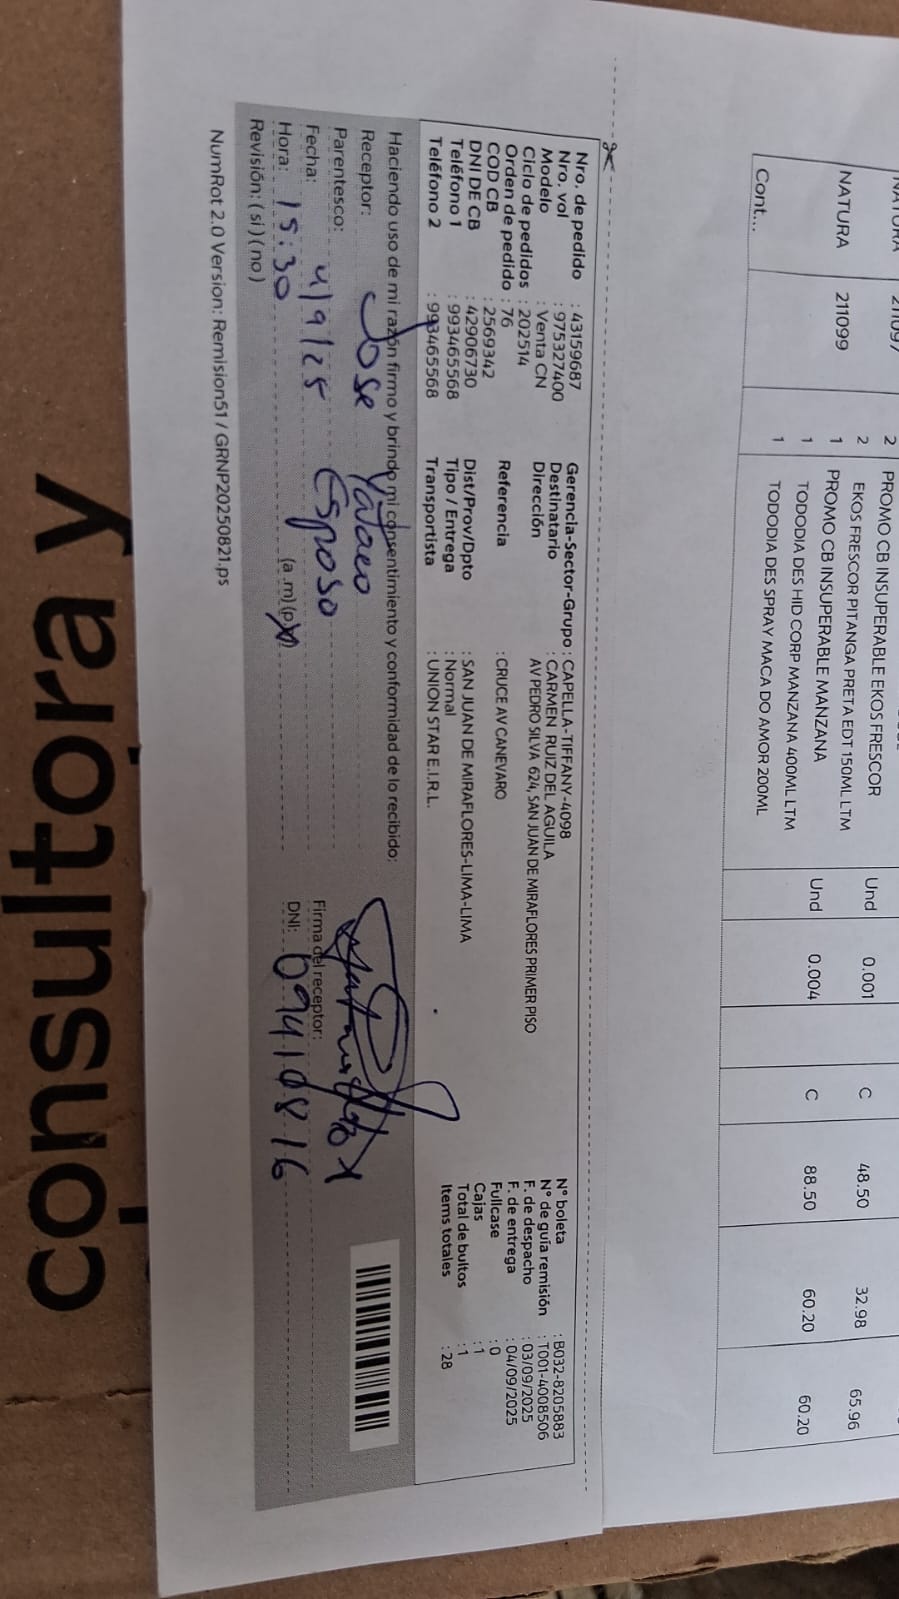 NATURA 211097 2 PROMO CB INSUPERABLE EKOS FRESCOR
2 EKOS FRESCOR PITANGA PRETA EDT 150ML LTM Und 0.001 C 48.50 32.98 65.96
NATURA 211099 1 PROMO CB INSUPERABLE MANZANA
1 TODODIA DES HID CORP MANZANA 400ML LTM Und 0.004 C 88.50 60.20 60.20
1 TODODIA DES SPRAY MACA DO AMOR 200ML
Cont...
Nro. de pedido : 43159687
Nro. vol : 975327400
Modelo : Venta CN
Ciclo de pedidos : 202514
Orden de pedido : 76
COD CB : 2569342
DNI DE CB : 42906730
Teléfono 1 : 993465568
Teléfono 2 : 993465568
Gerencia-Sector-Grupo : CAPELLA-TIFFANY-4098
Destinatario : CARMEN RUIZ DEL AGUILA
Dirección AV PEDRO SILVA 624, SAN JUAN DE MIRAFLORES PRIMER PISO
Referencia : CRUCE AV CANEVARO
Dist/Prov/Dpto : SAN JUAN DE MIRAFLORES-LIMA-LIMA
Tipo / Entrega : Normal
Transportista : UNION STAR E.I.R.L.
N° boleta : B032-8205883
N° de guía remisión : T001-4008506
F. de despacho : 03/09/2025
F. de entrega : 04/09/2025
Fullcase : 0
Cajas : 1
Total de bultos : 1
Items totales : 28
Haciendo uso de mi razón firmo y brindo mi consentimiento y conformidad de lo recibido:
Receptor: Jose
Parentesco: Esposo
Fecha: 4/9/25
Firma del receptor:
Hora: 15:30 (a .m) (p.m)
DNI: 09410816
Revisión: ( si ) ( no )
NumRot 2.0 Version: Remision51 / GRNP20250821.ps
consultora y